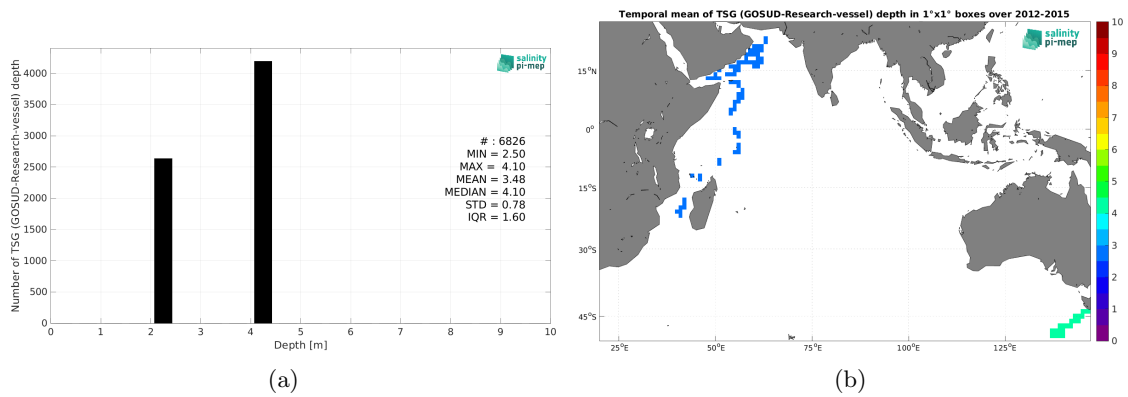 Number of TSG (GOSUD-Research-vessel) depth
4000
3500
3000
2500
2000
1500
1000
500
0
0 1 2 3 4 5 6 7 8 9 10
Depth [m]
salinity
pi-mep
# : 6826
MIN = 2.50
MAX = 4.10
MEAN = 3.48
MEDIAN = 4.10
STD = 0.78
IQR = 1.60
(a)
Temporal mean of TSG (GOSUD-Research-vessel) depth in 1°x1° boxes over 2012-2015
salinity
pi-mep
15°N
0°
15°S
30°S
45°S
25°E 50°E 75°E 100°E 125°E
10
9
8
7
6
5
4
3
2
1
0
(b)